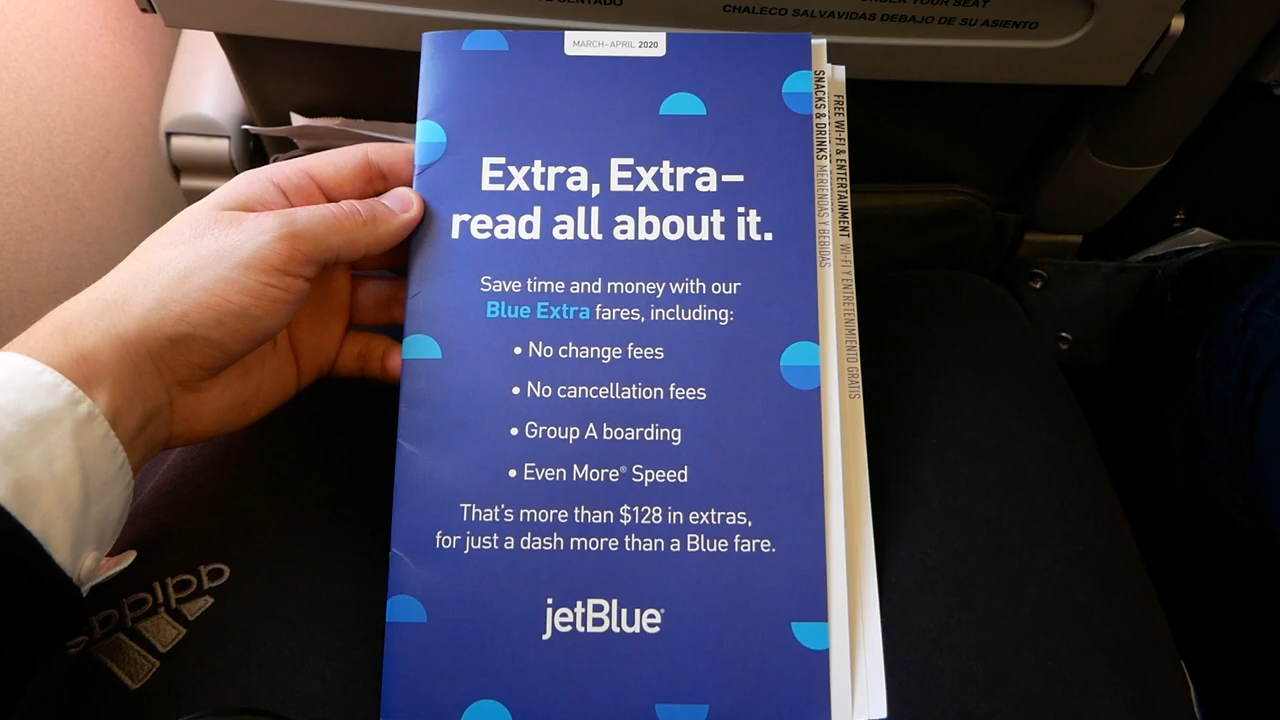 CHALECO SALVAVIDAS DEBAJO DE SU ASIENTO
MARCH–APRIL 2020
Extra, Extra–
read all about it.
Save time and money with our
Blue Extra fares, including:
• No change fees
• No cancellation fees
• Group A boarding
• Even More® Speed
That's more than $128 in extras,
for just a dash more than a Blue fare.
jetBlue®
SNACKS & DRINKS MERIENDAS Y BEBIDAS
FREE WI-FI & ENTERTAINMENT WI-FI Y ENTRETENIMIENTO GRATIS
adidas